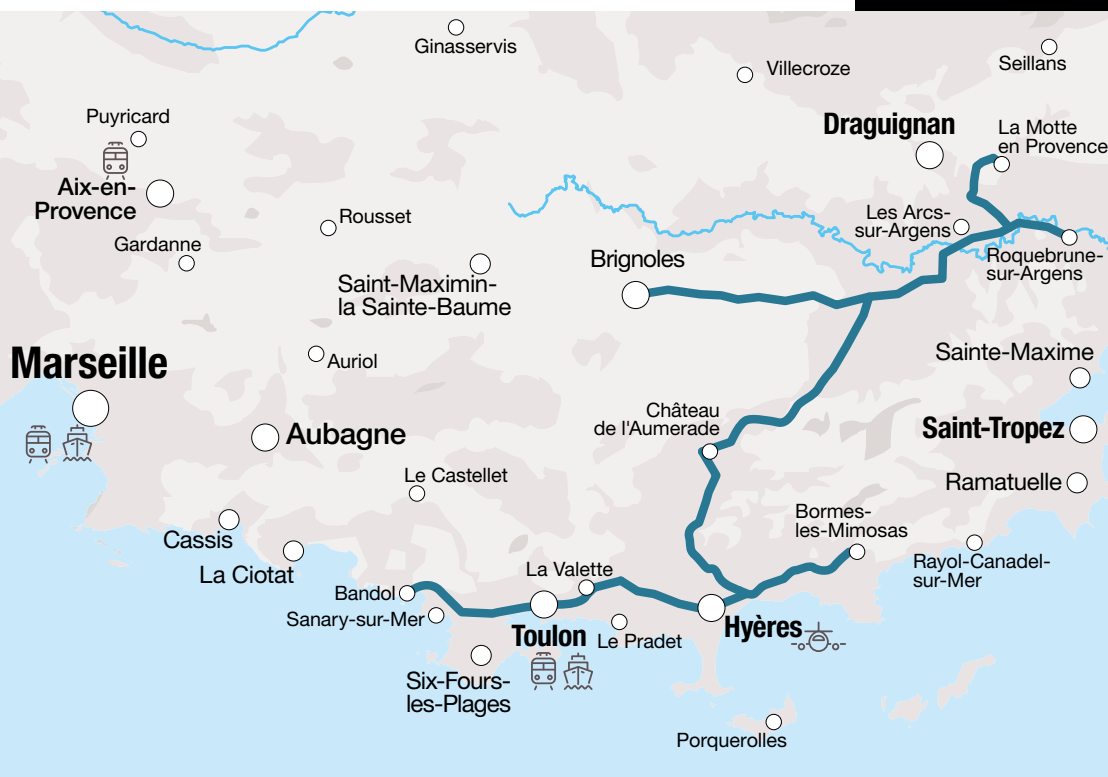 Ginasservis
Villecroze
Seillans
Puyricard
Draguignan
La Motte
en Provence
Aix-en-
Provence
Rousset
Les Arcs-
sur-Argens
Gardanne
Roquebrune-
sur-Argens
Brignoles
Saint-Maximin-
la Sainte-Baume
Sainte-Maxime
Marseille
Auriol
Château
de l'Aumerade
Saint-Tropez
Aubagne
Le Castellet
Ramatuelle
Bormes-
les-Mimosas
Cassis
La Ciotat
La Valette
Rayol-Canadel-
sur-Mer
Bandol
Sanary-sur-Mer
Toulon
Le Pradet
Hyères
Six-Fours-
les-Plages
Porquerolles